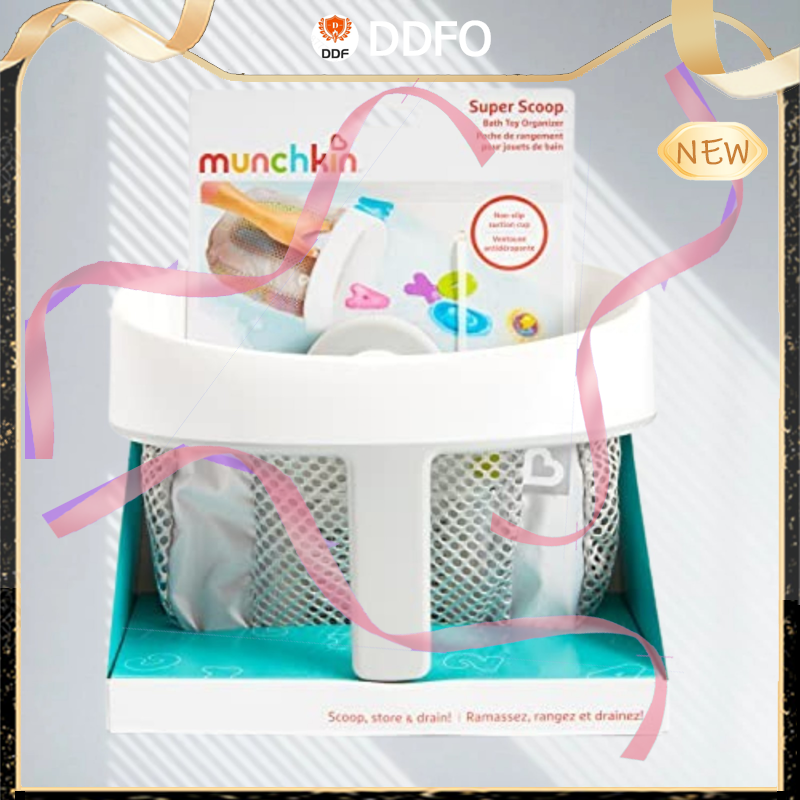 DDF
DDFO
Super Scoop
Bath Toy Organizer
Poche de rangement
pour jouets de bain
NEW
munchkin
Non-slip
suction cup
Ventouse
antidérapante
Scoop, store & drain! | Ramassez, rangez et drainez!